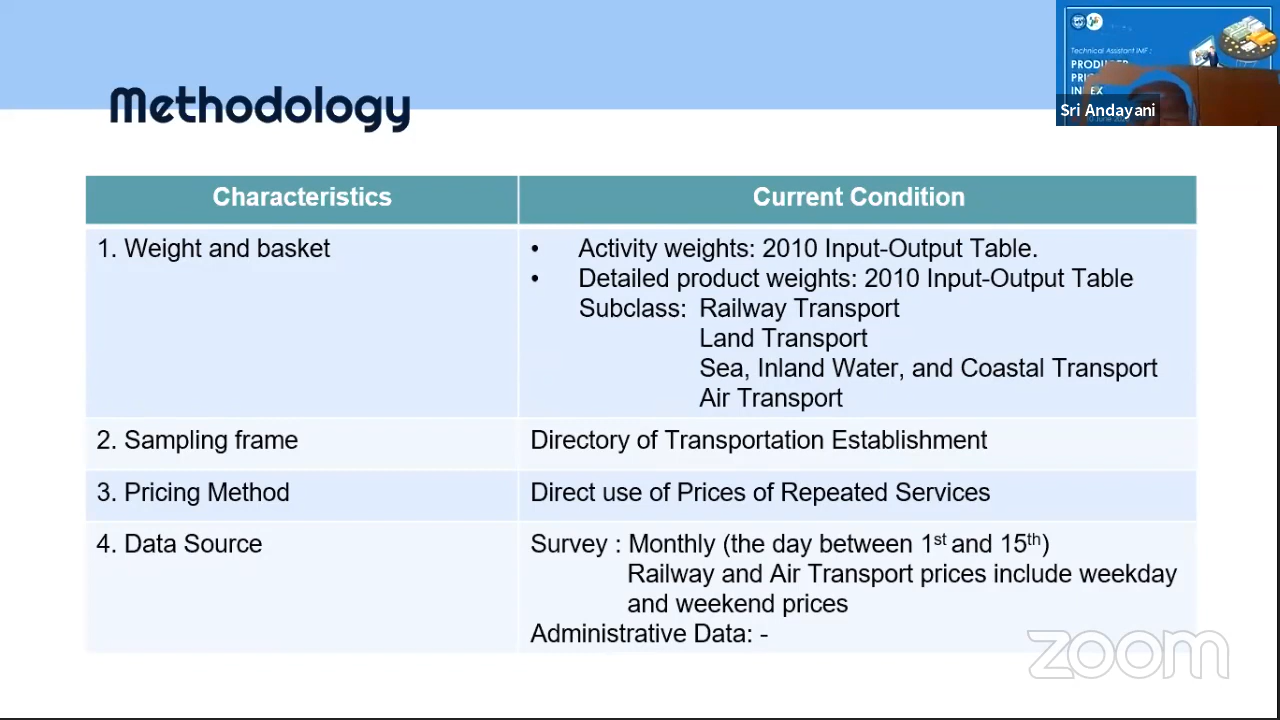 Methodology
Technical Assistant IMF :
PRODUCER
PRI
INDEX
Sri Andayani
Characteristics
Current Condition
1. Weight and basket
• Activity weights: 2010 Input-Output Table.
• Detailed product weights: 2010 Input-Output Table
Subclass: Railway Transport
Land Transport
Sea, Inland Water, and Coastal Transport
Air Transport
2. Sampling frame
Directory of Transportation Establishment
3. Pricing Method
Direct use of Prices of Repeated Services
4. Data Source
Survey : Monthly (the day between 1st and 15th)
Railway and Air Transport prices include weekday
and weekend prices
Administrative Data: -
zoom